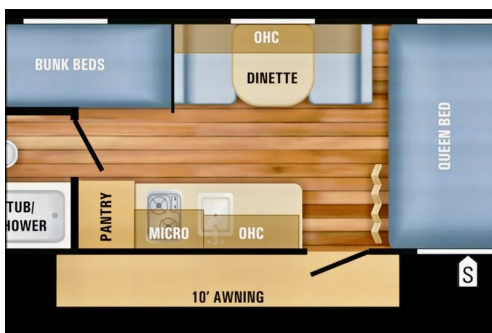 OHC
BUNK BEDS
DINETTE
QUEEN BED
TUB/
HOWER
PANTRY
MICRO
OHC
S
10' AWNING